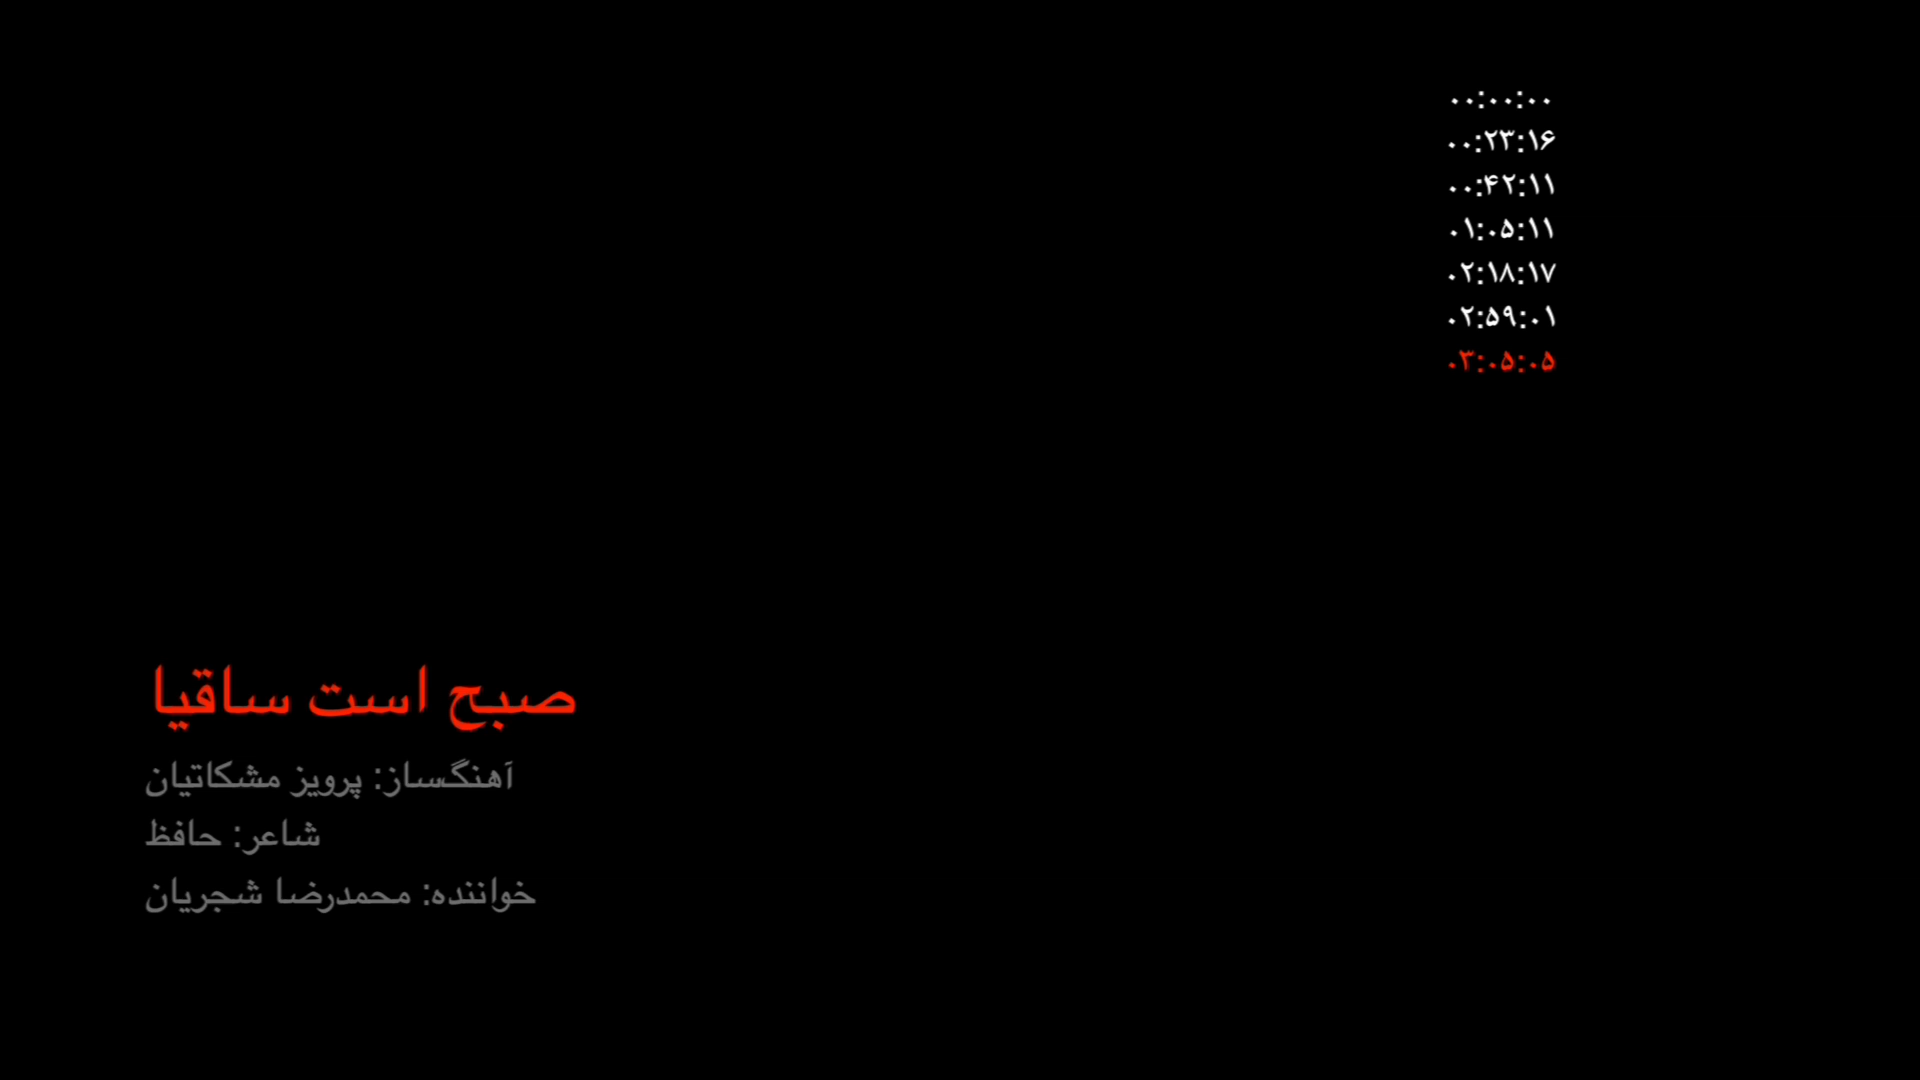 ۰۰:۰۰:۰۰
۰۰:۲۳:۱۶
۰۰:۴۲:۱۱
۰۱:۰۵:۱۱
۰۲:۱۸:۱۷
۰۲:۵۹:۰۱
۰۳:۰۵:۰۵
صبح است ساقیا
آهنگساز: پرویز مشکاتیان
شاعر: حافظ
خواننده: محمدرضا شجریان